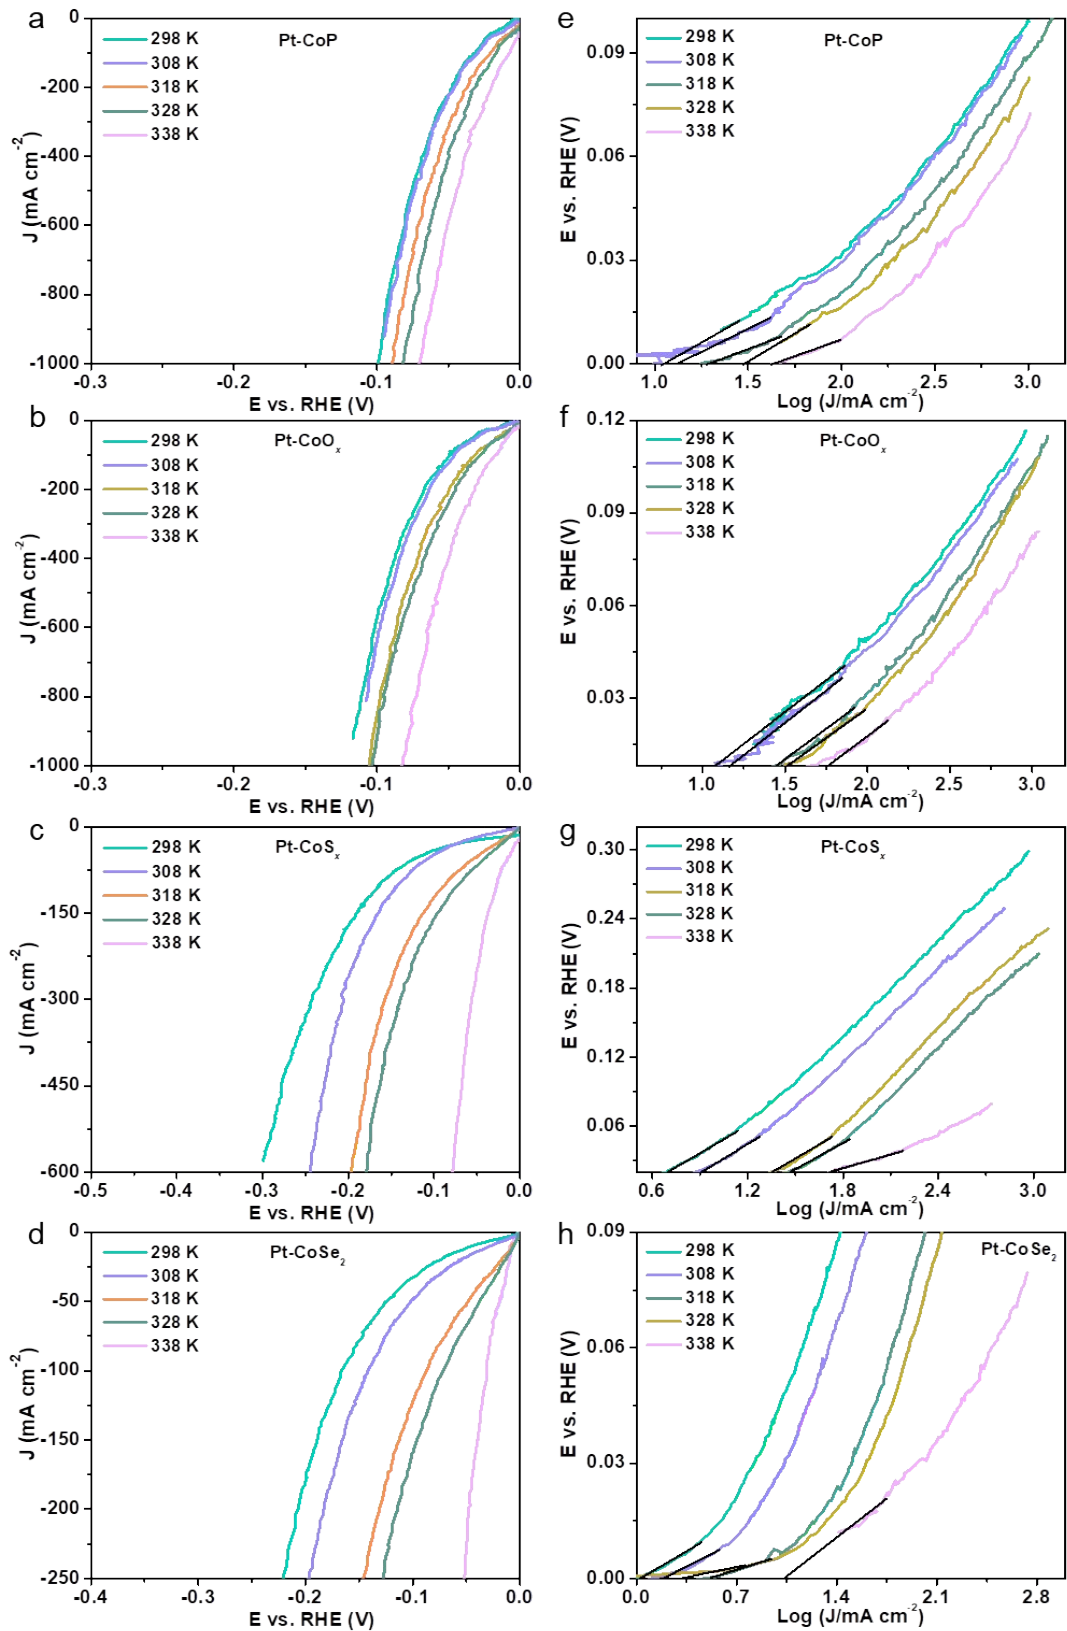 a
Pt-CoP
298 K
308 K
318 K
328 K
338 K
0
-200
-400
-600
-800
-1000
J (mA cm-2)
-0.3
-0.2
-0.1
0.0
E vs. RHE (V)
e
Pt-CoP
298 K
308 K
318 K
328 K
338 K
0.09
0.06
0.03
0.00
E vs. RHE (V)
1.0
1.5
2.0
2.5
3.0
Log (J/mA cm-2)
b
Pt-CoOx
298 K
308 K
318 K
328 K
338 K
0
-200
-400
-600
-800
-1000
J (mA cm-2)
-0.3
-0.2
-0.1
0.0
E vs. RHE (V)
f
Pt-CoOx
298 K
308 K
318 K
328 K
338 K
0.12
0.09
0.06
0.03
E vs. RHE (V)
1.0
1.5
2.0
2.5
3.0
Log (J/mA cm-2)
c
Pt-CoSx
298 K
308 K
318 K
328 K
338 K
0
-150
-300
-450
-600
J (mA cm-2)
-0.5
-0.4
-0.3
-0.2
-0.1
0.0
E vs. RHE (V)
g
Pt-CoSx
298 K
308 K
318 K
328 K
338 K
0.30
0.24
0.18
0.12
0.06
E vs. RHE (V)
0.6
1.2
1.8
2.4
3.0
Log (J/mA cm-2)
d
Pt-CoSe2
298 K
308 K
318 K
328 K
338 K
0
-50
-100
-150
-200
-250
J (mA cm-2)
-0.4
-0.3
-0.2
-0.1
0.0
E vs. RHE (V)
h
Pt-CoSe2
298 K
308 K
318 K
328 K
338 K
0.09
0.06
0.03
0.00
E vs. RHE (V)
0.0
0.7
1.4
2.1
2.8
Log (J/mA cm-2)